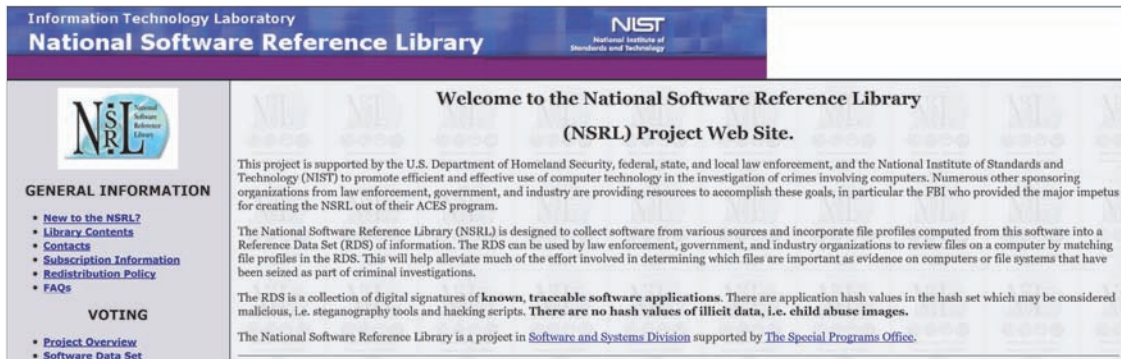 Information Technology Laboratory
National Software Reference Library
NIST
National Institute of
Standards and Technology
NSRL
National
Software
Reference
Library
GENERAL INFORMATION
New to the NSRL?
Library Contents
Contacts
Subscription Information
Redistribution Policy
FAQs
VOTING
Project Overview
Software Data Set
Welcome to the National Software Reference Library
(NSRL) Project Web Site.
This project is supported by the U.S. Department of Homeland Security, federal, state, and local law enforcement, and the National Institute of Standards and
Technology (NIST) to promote efficient and effective use of computer technology in the investigation of crimes involving computers. Numerous other sponsoring
organizations from law enforcement, government, and industry are providing resources to accomplish these goals, in particular the FBI who provided the major impetus
for creating the NSRL out of their ACES program.
The National Software Reference Library (NSRL) is designed to collect software from various sources and incorporate file profiles computed from this software into a
Reference Data Set (RDS) of information. The RDS can be used by law enforcement, government, and industry organizations to review files on a computer by matching
file profiles in the RDS. This will help alleviate much of the effort involved in determining which files are important as evidence on computers or file systems that have
been seized as part of criminal investigations.
The RDS is a collection of digital signatures of known, traceable software applications. There are application hash values in the hash set which may be considered
malicious, i.e. steganography tools and hacking scripts. There are no hash values of illicit data, i.e. child abuse images.
The National Software Reference Library is a project in Software and Systems Division supported by The Special Programs Office.